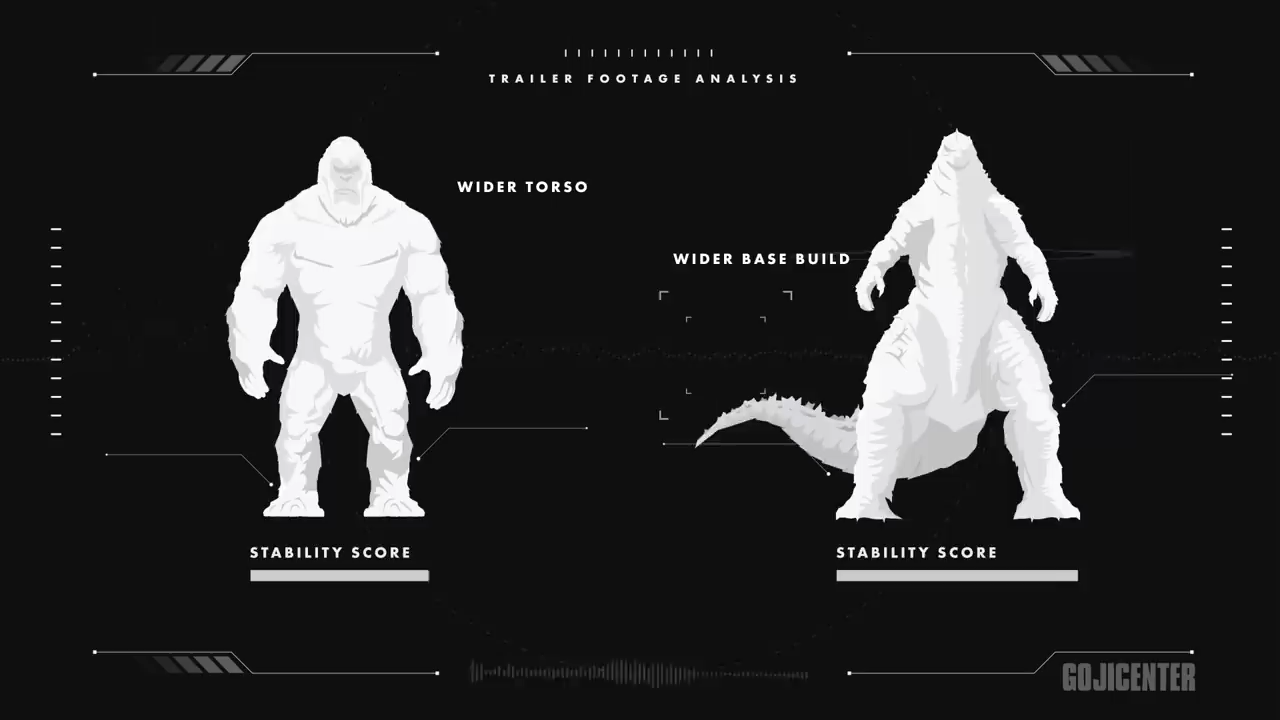 TRAILER FOOTAGE ANALYSIS
WIDER TORSO
WIDER BASE BUILD
STABILITY SCORE
STABILITY SCORE
GOJICENTER